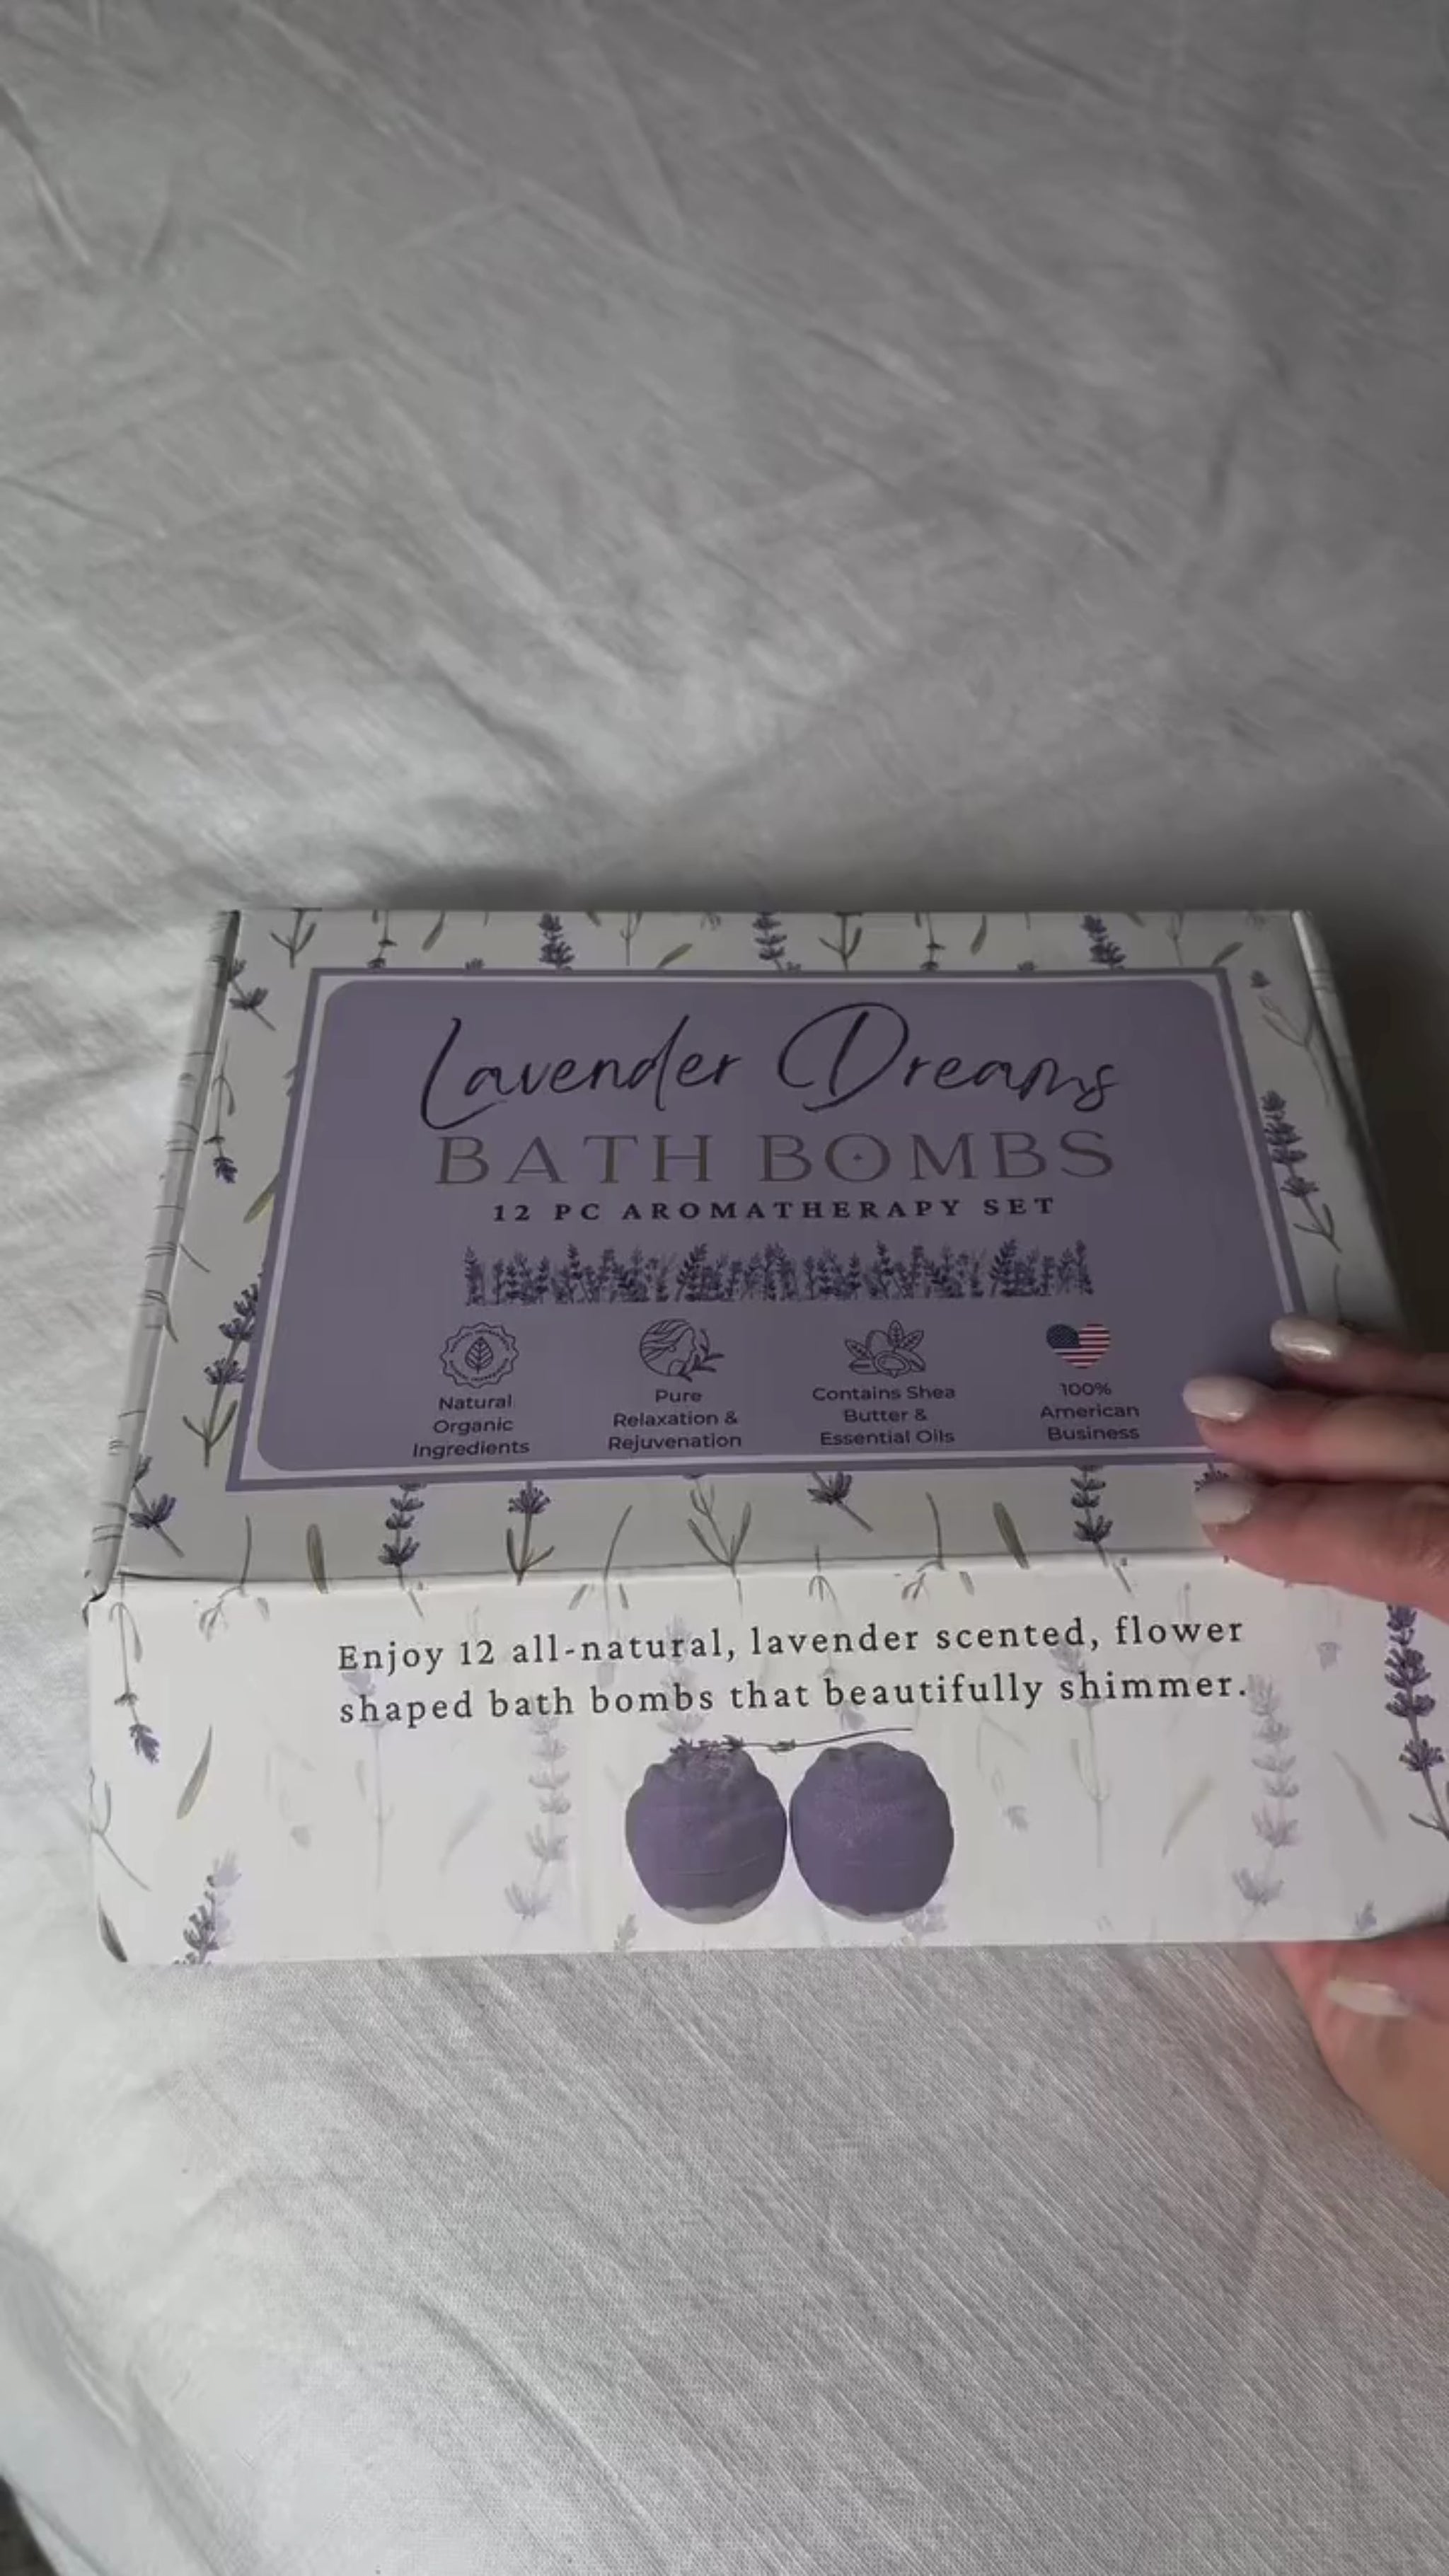 Lavender Dreams
BATH BOMBS
12 PC AROMATHERAPY SET
Natural
Organic
Ingredients
Pure
Relaxation &
Rejuvenation
Contains Shea
Butter &
Essential Oils
100%
American
Business
Enjoy 12 all-natural, lavender scented, flower
shaped bath bombs that beautifully shimmer.